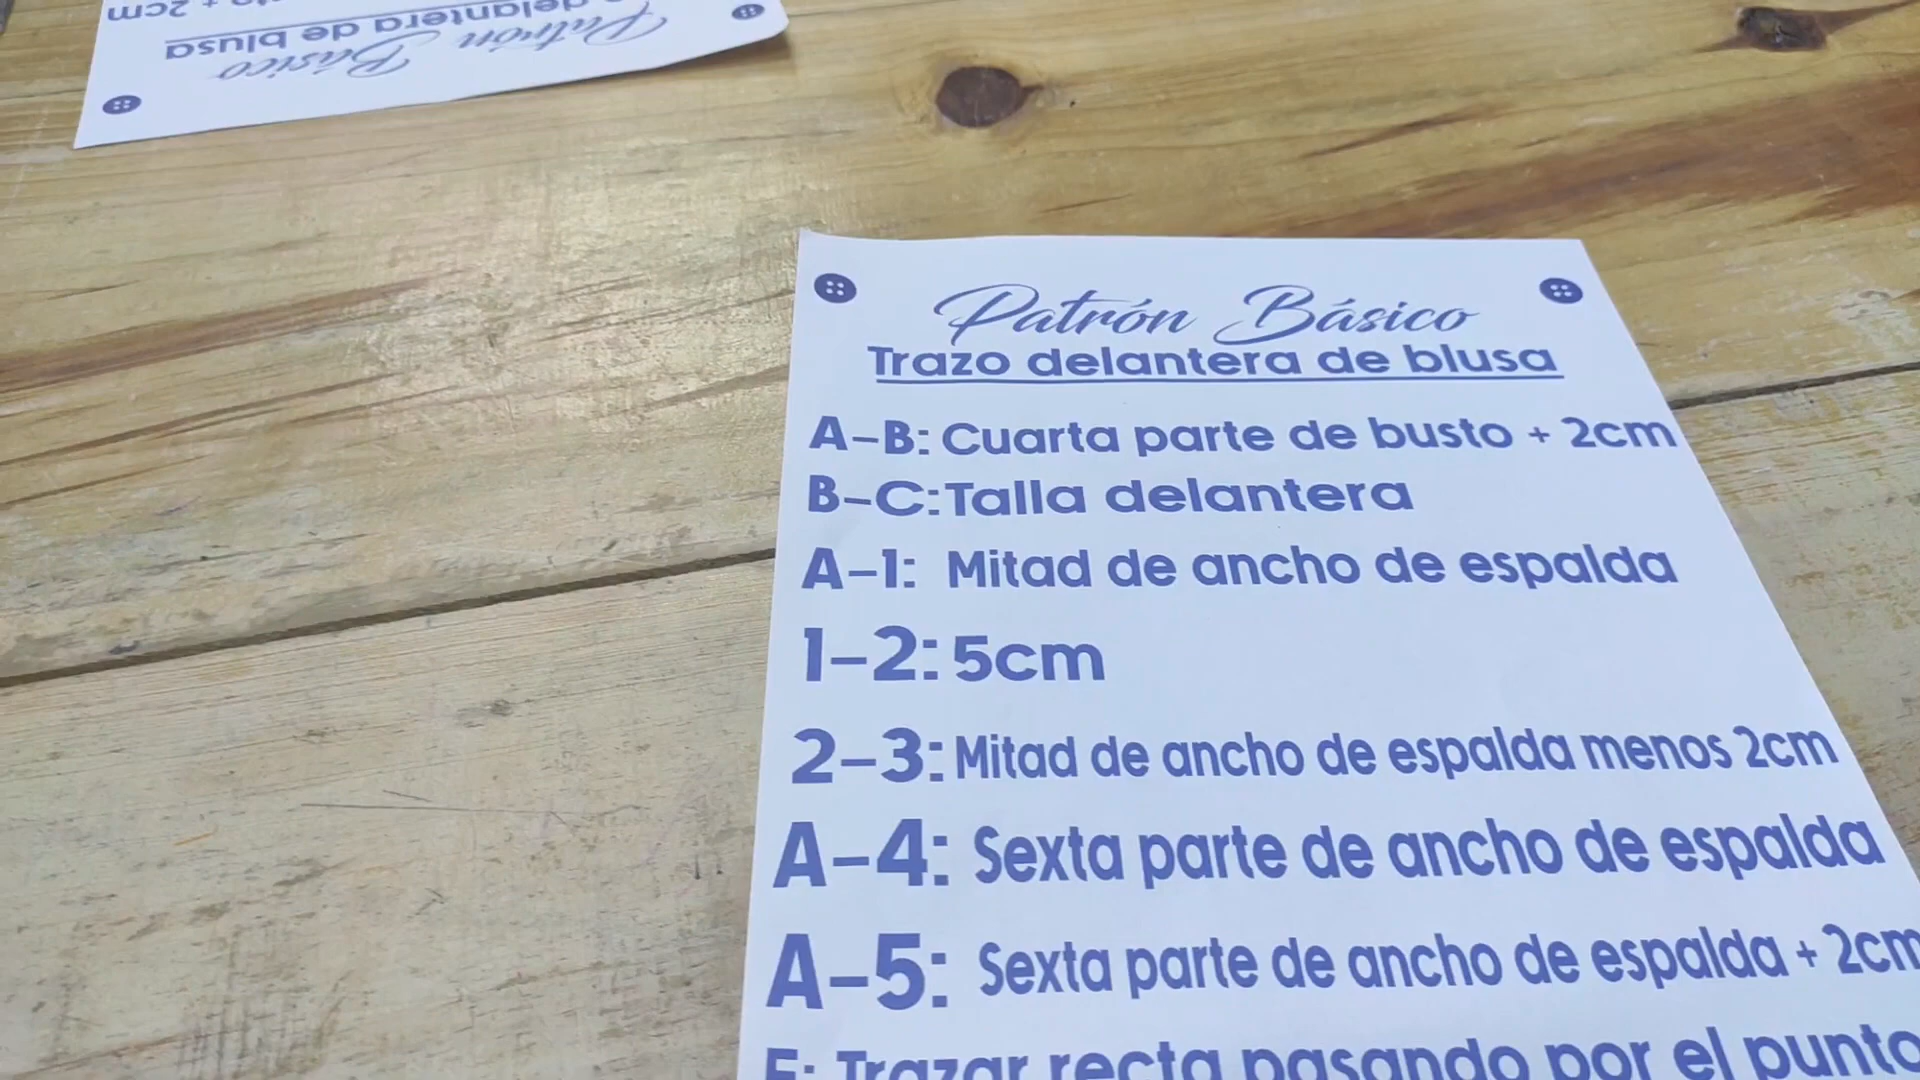 Patrón Básico
Trazo delantera de blusa
A-B: Cuarta parte de busto + 2cm
B-C: Talla delantera
A-1: Mitad de ancho de espalda
1-2: 5cm
2-3: Mitad de ancho de espalda menos 2cm
A-4: Sexta parte de ancho de espalda
A-5: Sexta parte de ancho de espalda + 2cm
Trazar recta pasando por el punto
Patrón Básico
delantera de blusa
+ 2cm